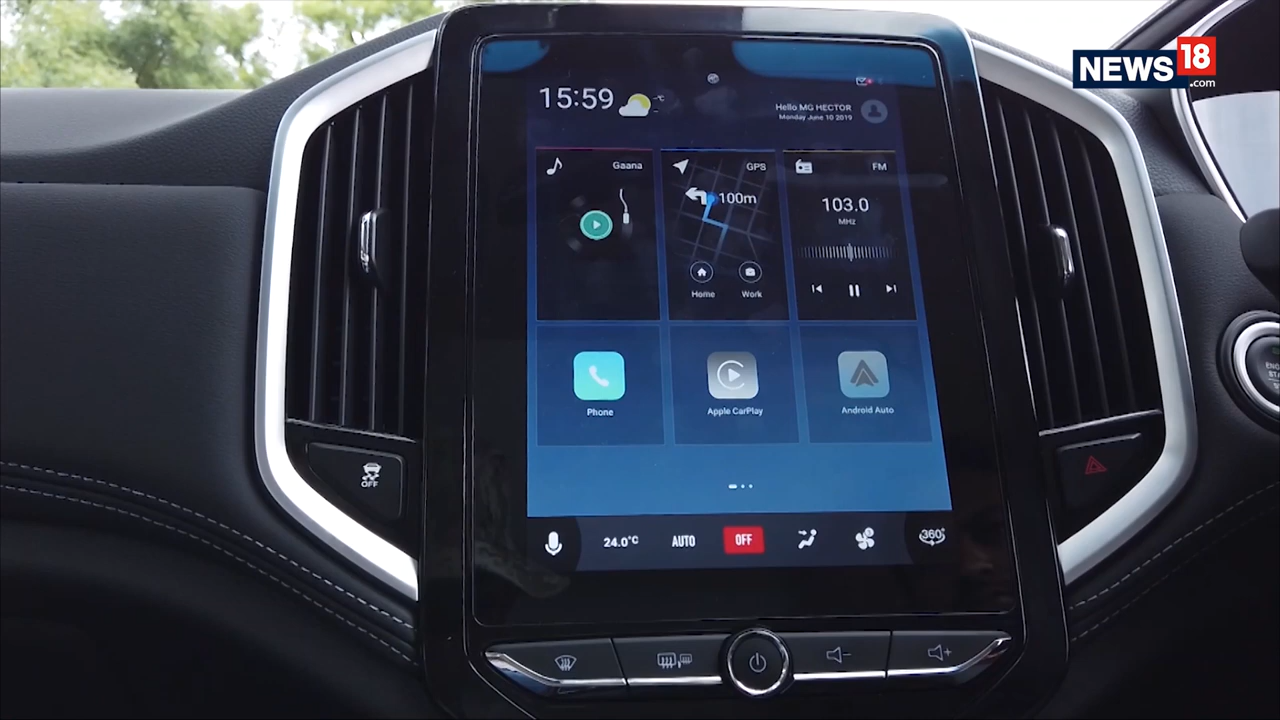 NEWS18.com
15:59
°C
Hello MG HECTOR
Monday June 10 2019
Gaana
GPS
FM
100m
103.0
MHz
Home
Work
Phone
Apple CarPlay
Android Auto
OFF
24.0°C
AUTO
OFF
360°